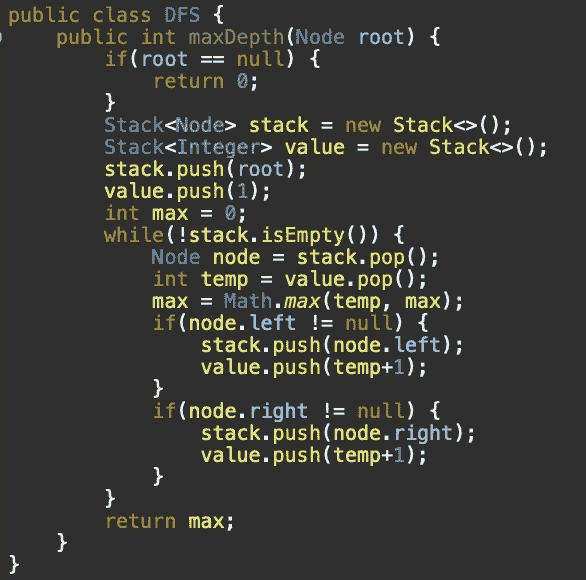 public class DFS {
    public int maxDepth(Node root) {
        if(root == null) {
            return 0;
        }
        Stack<Node> stack = new Stack<>();
        Stack<Integer> value = new Stack<>();
        stack.push(root);
        value.push(1);
        int max = 0;
        while(!stack.isEmpty()) {
            Node node = stack.pop();
            int temp = value.pop();
            max = Math.max(temp, max);
            if(node.left != null) {
                stack.push(node.left);
                value.push(temp+1);
            }
            if(node.right != null) {
                stack.push(node.right);
                value.push(temp+1);
            }
        }
        return max;
    }
}